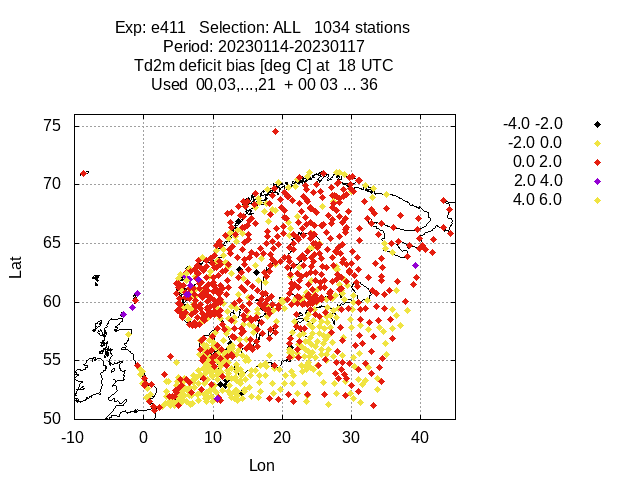 Exp: e411 Selection: ALL 1034 stations
Period: 20230114-20230117
Td2m deficit bias [deg C] at 18 UTC
Used 00,03,...,21 + 00 03 ... 36
-4.0 -2.0
-2.0 0.0
0.0 2.0
2.0 4.0
4.0 6.0
75
70
65
60
55
50
Lat
-10 0 10 20 30 40
Lon